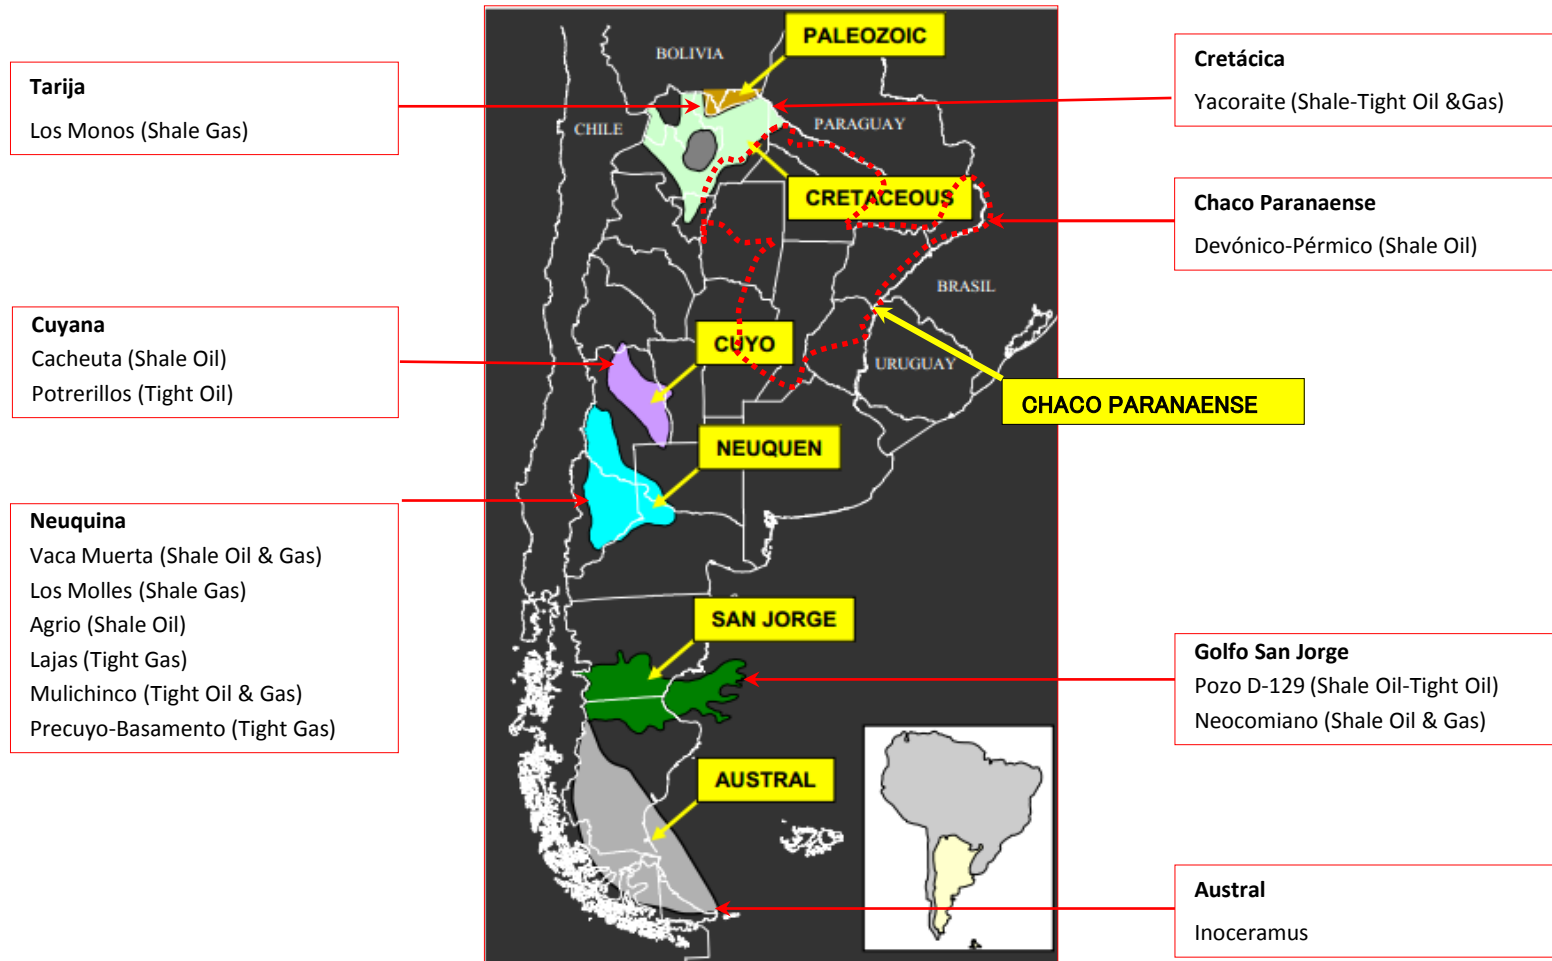 Tarija
Los Monos (Shale Gas)
Cuyana
Cacheuta (Shale Oil)
Potrerillos (Tight Oil)
Neuquina
Vaca Muerta (Shale Oil & Gas)
Los Molles (Shale Gas)
Agrio (Shale Oil)
Lajas (Tight Gas)
Mulichinco (Tight Oil & Gas)
Precuyo-Basamento (Tight Gas)
PALEOZOIC
BOLIVIA
CHILE
PARAGUAY
CRETACEOUS
BRASIL
CUYO
URUGUAY
CHACO PARANAENSE
NEUQUEN
SAN JORGE
AUSTRAL
Cretácica
Yacoraite (Shale-Tight Oil &Gas)
Chaco Paranaense
Devónico-Pérmico (Shale Oil)
Golfo San Jorge
Pozo D-129 (Shale Oil-Tight Oil)
Neocomiano (Shale Oil & Gas)
Austral
Inoceramus